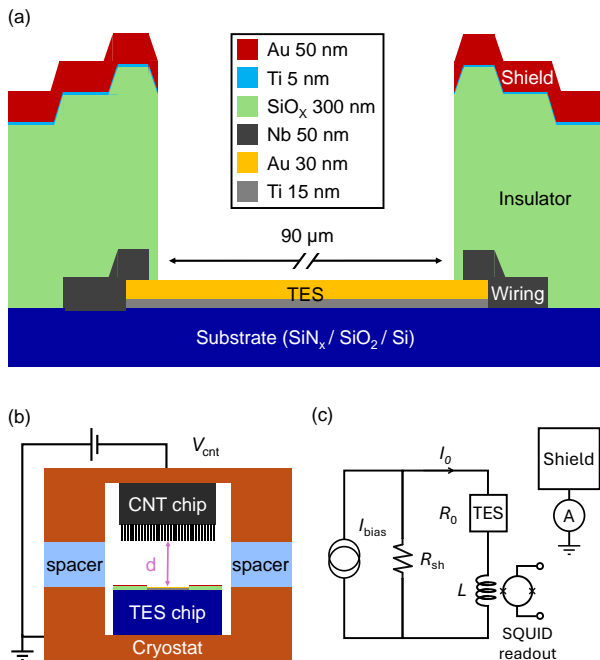 (a)
Au 50 nm
Ti 5 nm
SiOX 300 nm
Nb 50 nm
Au 30 nm
Ti 15 nm
Shield
Insulator
90 μm
TES
Wiring
Substrate (SiNx / SiO2 / Si)
(b)
Vcnt
CNT chip
spacer
d
spacer
TES chip
Cryostat
(c)
I0
Shield
Ibias
R0
TES
A
Rsh
L
SQUID
readout